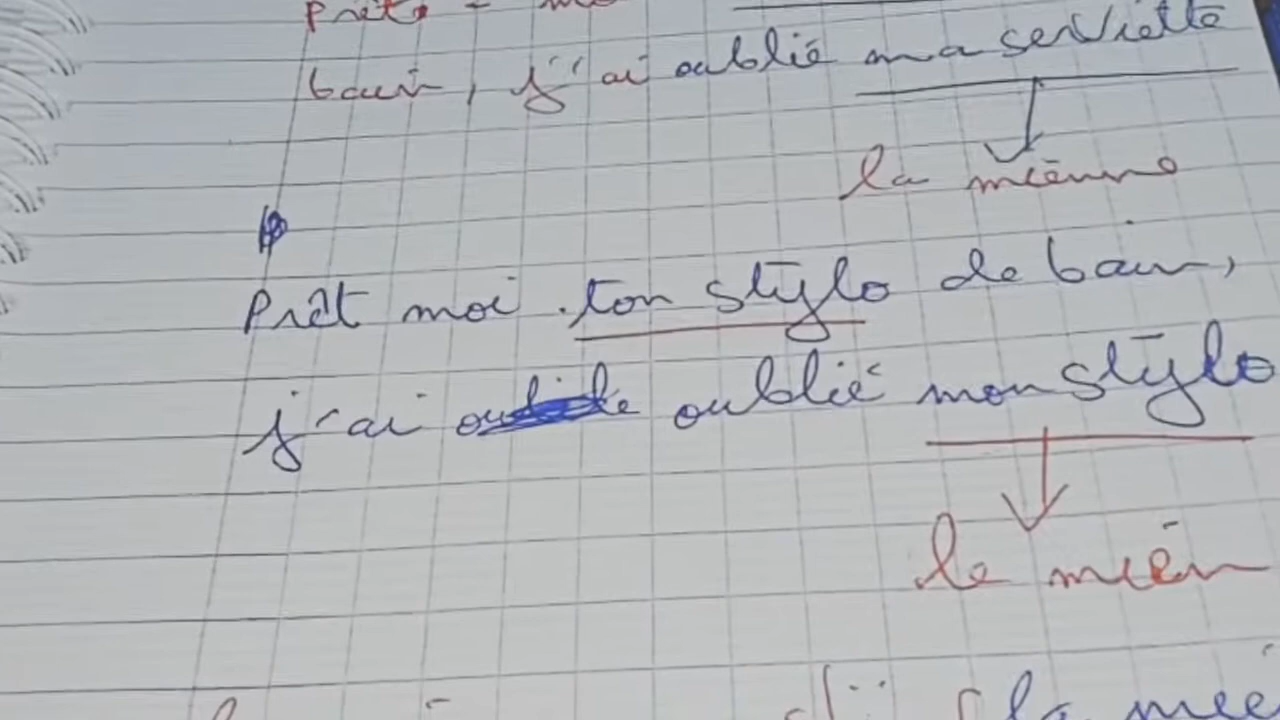 bain, j'ai oublié ma serviette
la mienne
Prêt moi ton stylo de bain,
j'ai oublié mon stylo
le mien